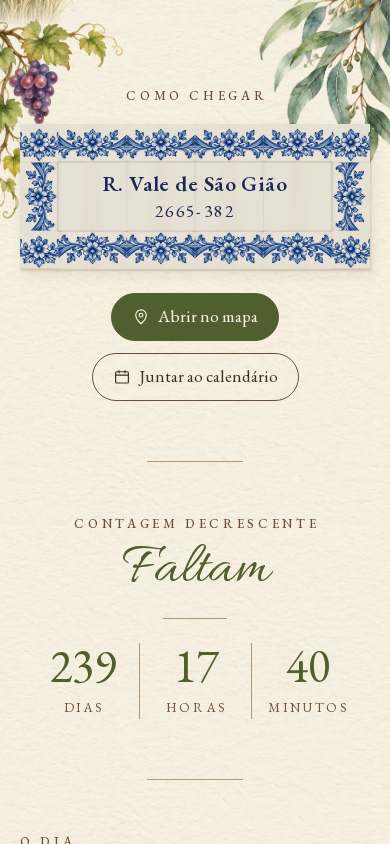 COMO CHEGAR
R. Vale de São Gião
2665-382
Abrir no mapa
Juntar ao calendário
CONTAGEM DECRESCENTE
Faltam
239 17 40
DIAS HORAS MINUTOS
O DIA